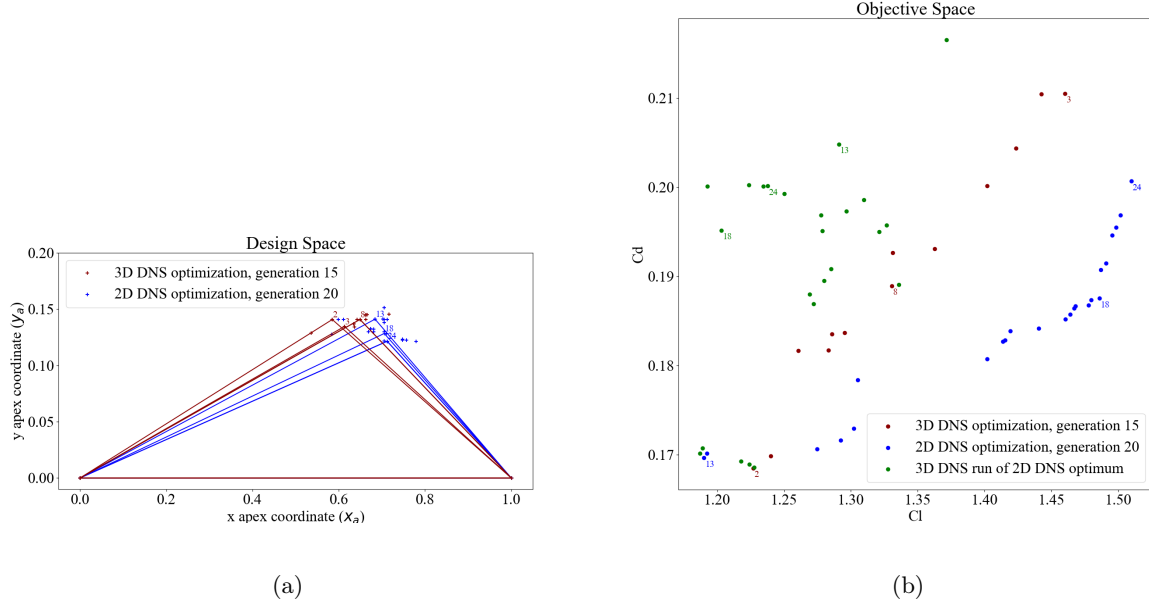 Design Space
0.20
0.15
0.10
0.05
0.00
y apex coordinate (yₐ)
3D DNS optimization, generation 15
2D DNS optimization, generation 20
2
3
8
13
18
24
0.0 0.2 0.4 0.6 0.8 1.0
x apex coordinate (xₐ)
(a)
Objective Space
0.21
0.20
0.19
0.18
0.17
Cd
3
13
24
24
18
8
18
13
2
3D DNS optimization, generation 15
2D DNS optimization, generation 20
3D DNS run of 2D DNS optimum
1.20 1.25 1.30 1.35 1.40 1.45 1.50
Cl
(b)